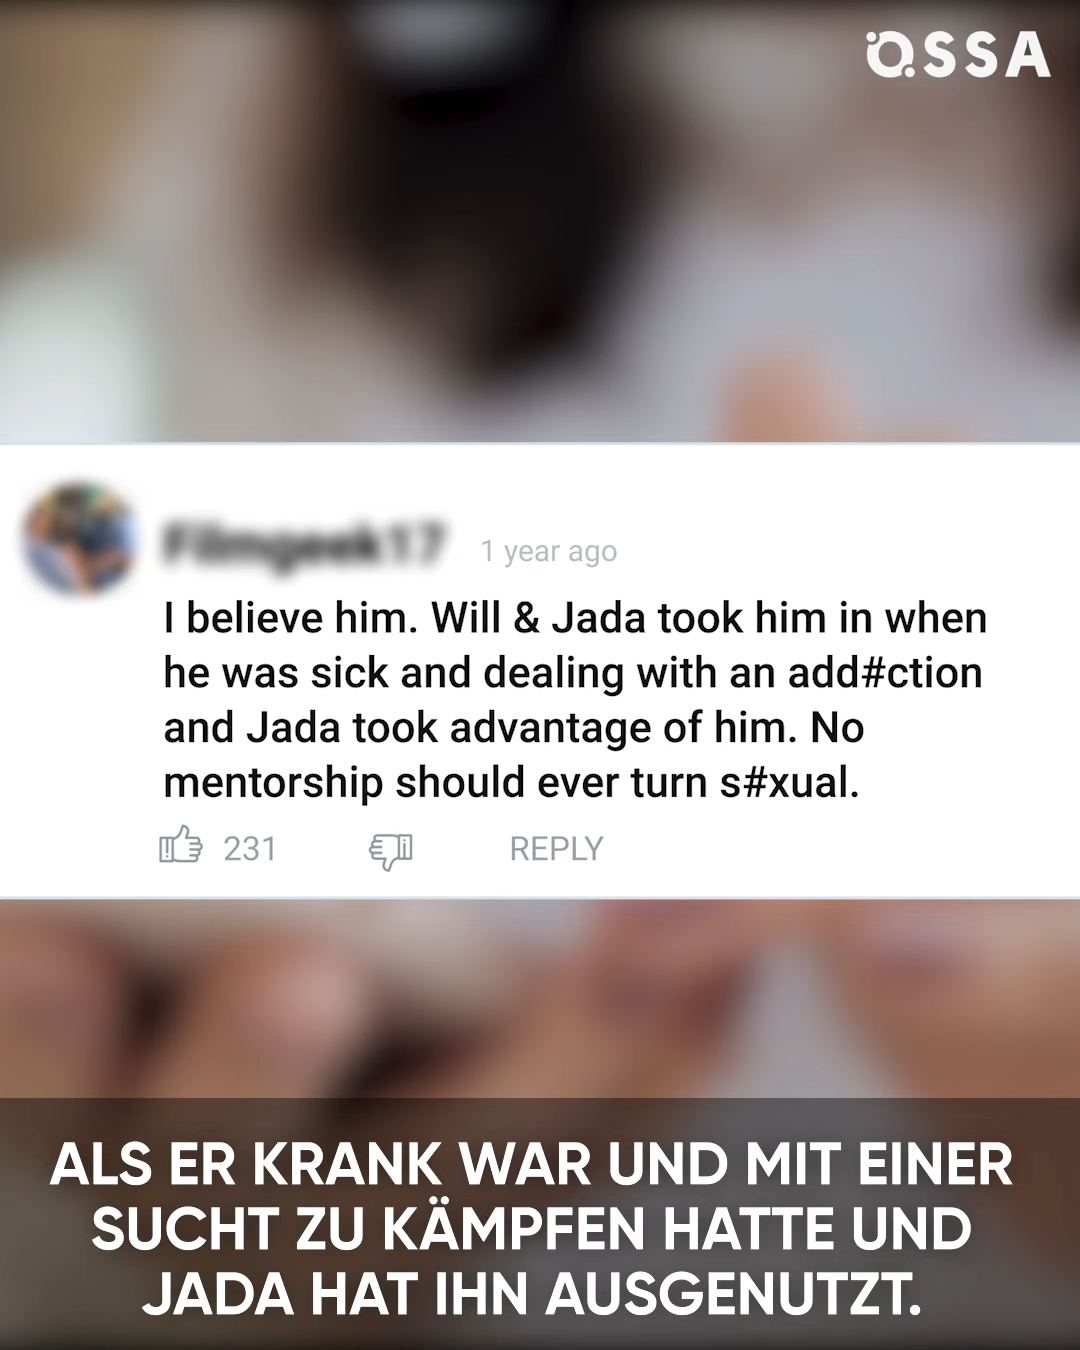 OSSA
Filmgeek17 1 year ago
I believe him. Will & Jada took him in when
he was sick and dealing with an add#ction
and Jada took advantage of him. No
mentorship should ever turn s#xual.
231 REPLY
ALS ER KRANK WAR UND MIT EINER
SUCHT ZU KÄMPFEN HATTE UND
JADA HAT IHN AUSGENUTZT.